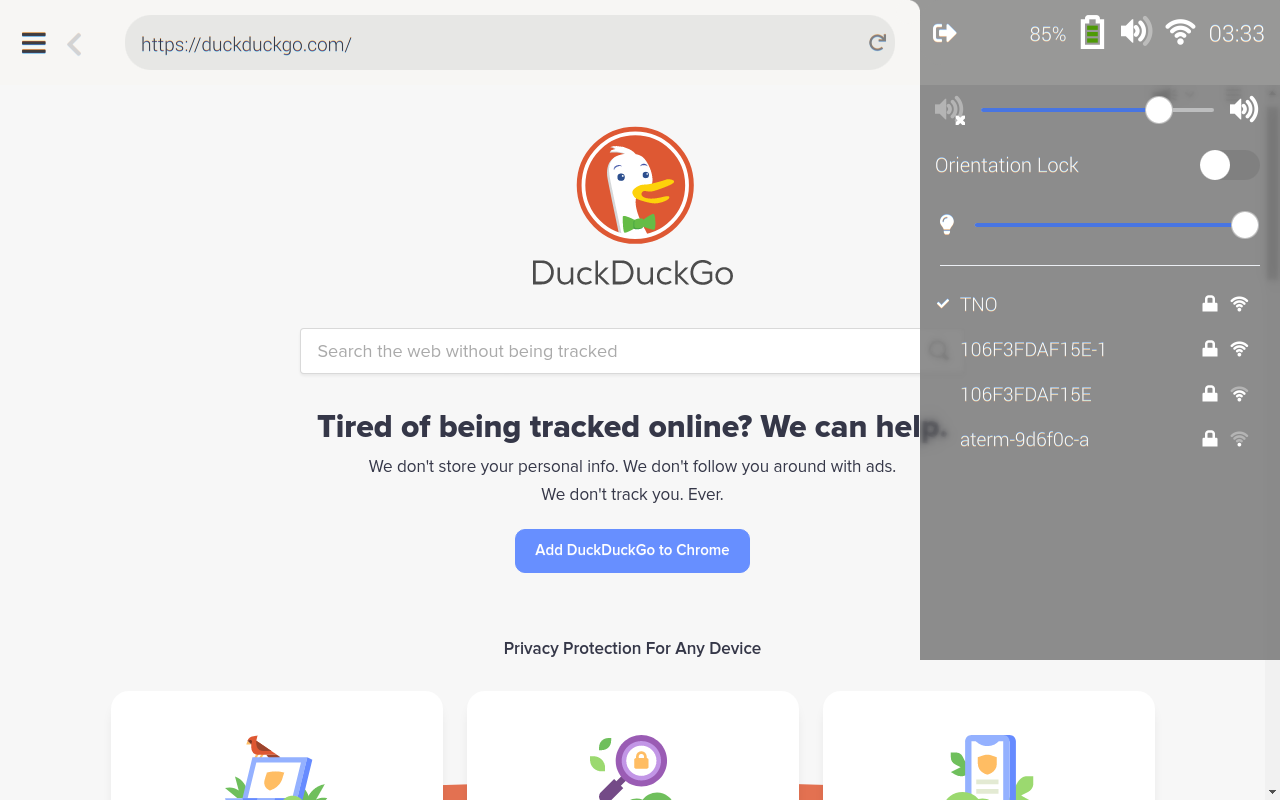 https://duckduckgo.com/
85%
03:33
Orientation Lock
TNO
106F3FDAF15E-1
106F3FDAF15E
aterm-9d6f0c-a
DuckDuckGo
Search the web without being tracked
Tired of being tracked online? We can help.
We don't store your personal info. We don't follow you around with ads.
We don't track you. Ever.
Add DuckDuckGo to Chrome
Privacy Protection For Any Device